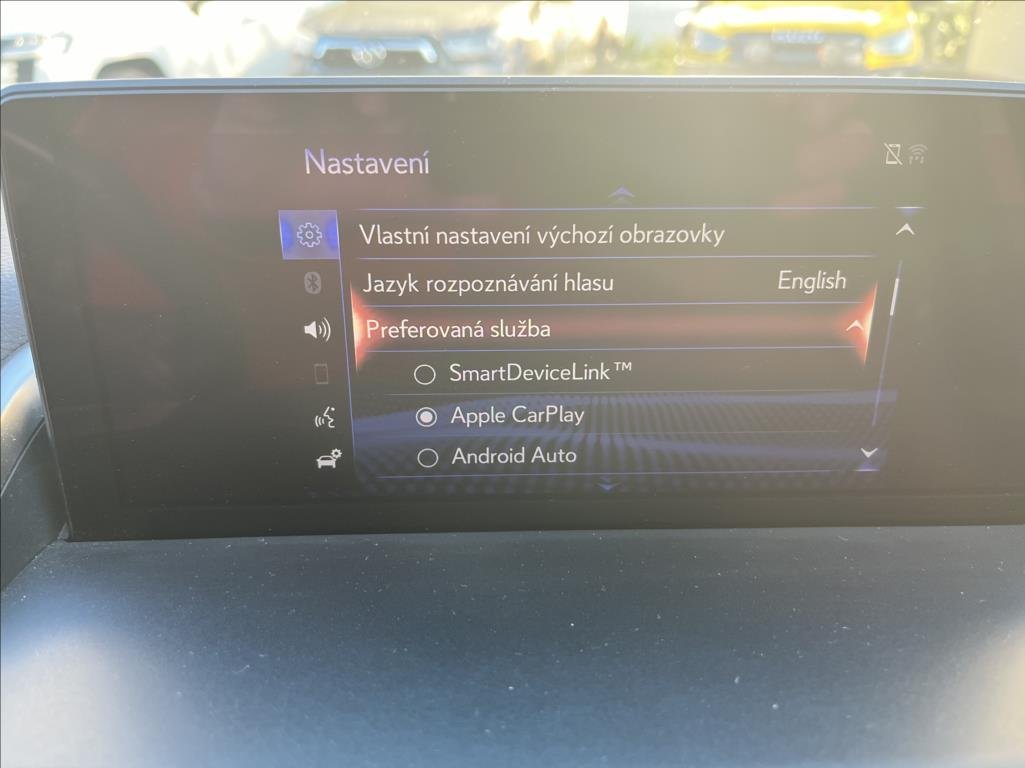 Nastavení
Vlastní nastavení výchozí obrazovky
Jazyk rozpoznávání hlasu English
Preferovaná služba
SmartDeviceLink™
Apple CarPlay
Android Auto